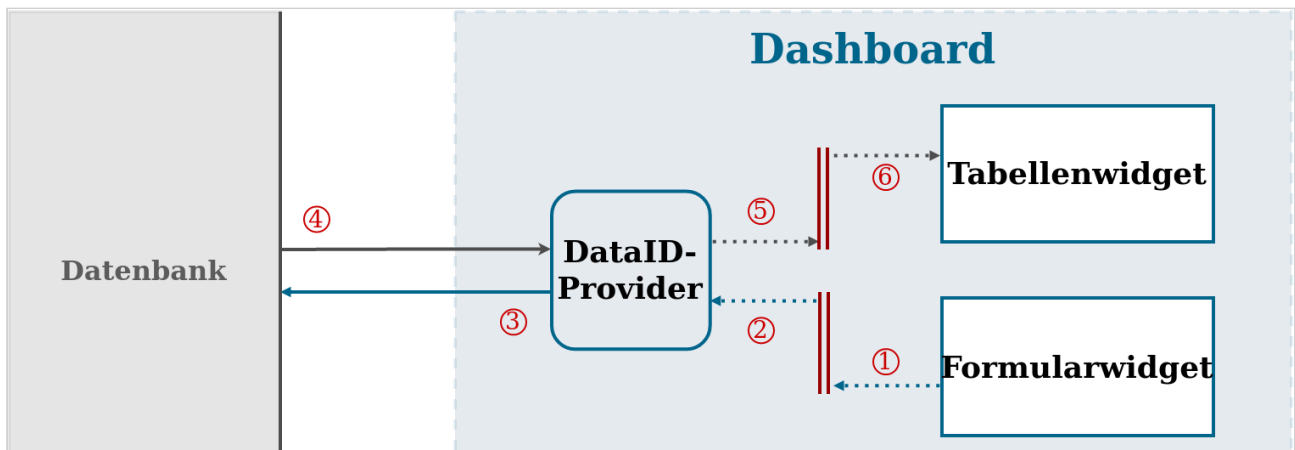 Dashboard
Tabellenwidget
⑥
⑤
④
DataID-
Provider
Datenbank
③
②
①
Formularwidget